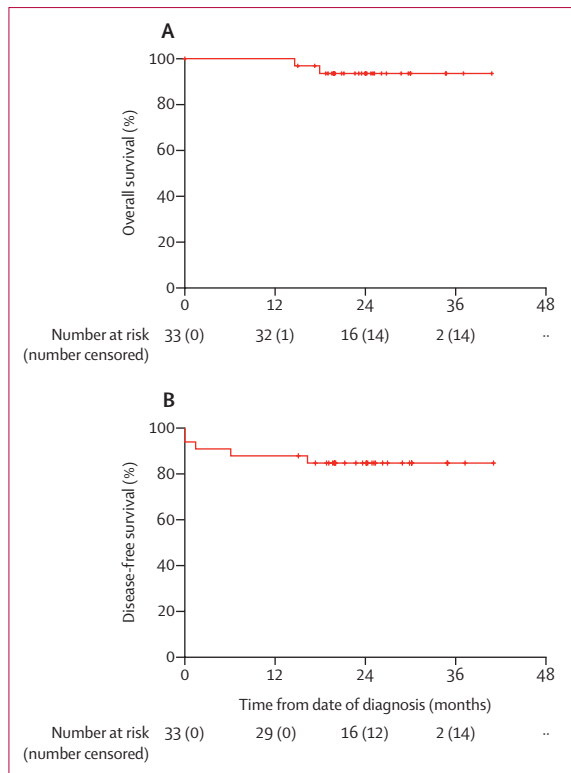 A
100
80
60
40
20
0
Overall survival (%)
0 12 24 36 48
Number at risk 33 (0) 32 (1) 16 (14) 2 (14) ··
(number censored)
B
100
80
60
40
20
0
Disease-free survival (%)
0 12 24 36 48
Time from date of diagnosis (months)
Number at risk 33 (0) 29 (0) 16 (12) 2 (14) ··
(number censored)